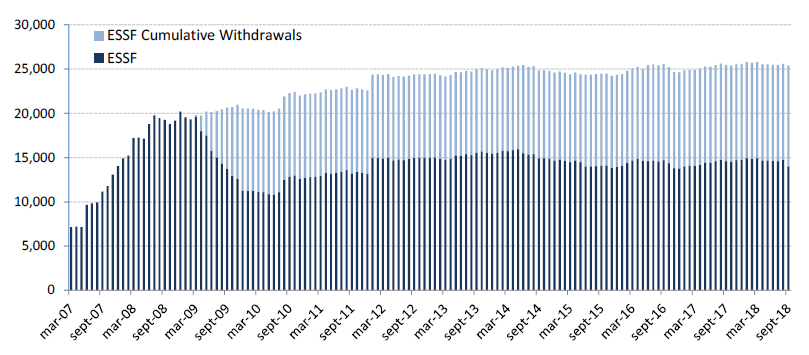 30,000
25,000
20,000
15,000
10,000
5,000
0
ESSF Cumulative Withdrawals
ESSF
mar-07
sept-07
mar-08
sept-08
mar-09
sept-09
mar-10
sept-10
mar-11
sept-11
mar-12
sept-12
mar-13
sept-13
mar-14
sept-14
mar-15
sept-15
mar-16
sept-16
mar-17
sept-17
mar-18
sept-18